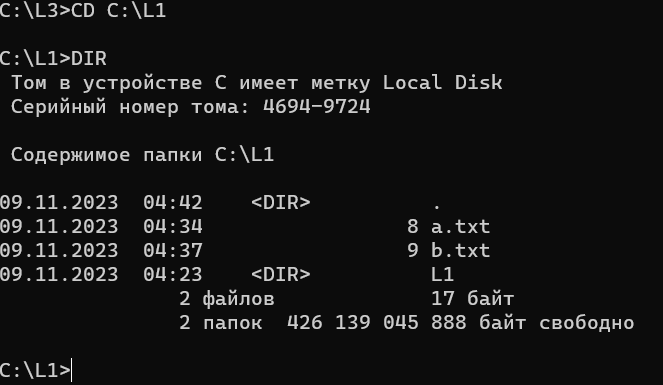 C:\L3>CD C:\L1
C:\L1>DIR
Том в устройстве C имеет метку Local Disk
Серийный номер тома: 4694-9724
Содержимое папки C:\L1
09.11.2023  04:42    <DIR>          .
09.11.2023  04:34                 8 a.txt
09.11.2023  04:37                 9 b.txt
09.11.2023  04:23    <DIR>          L1
2 файлов             17 байт
2 папок  426 139 045 888 байт свободно
C:\L1>